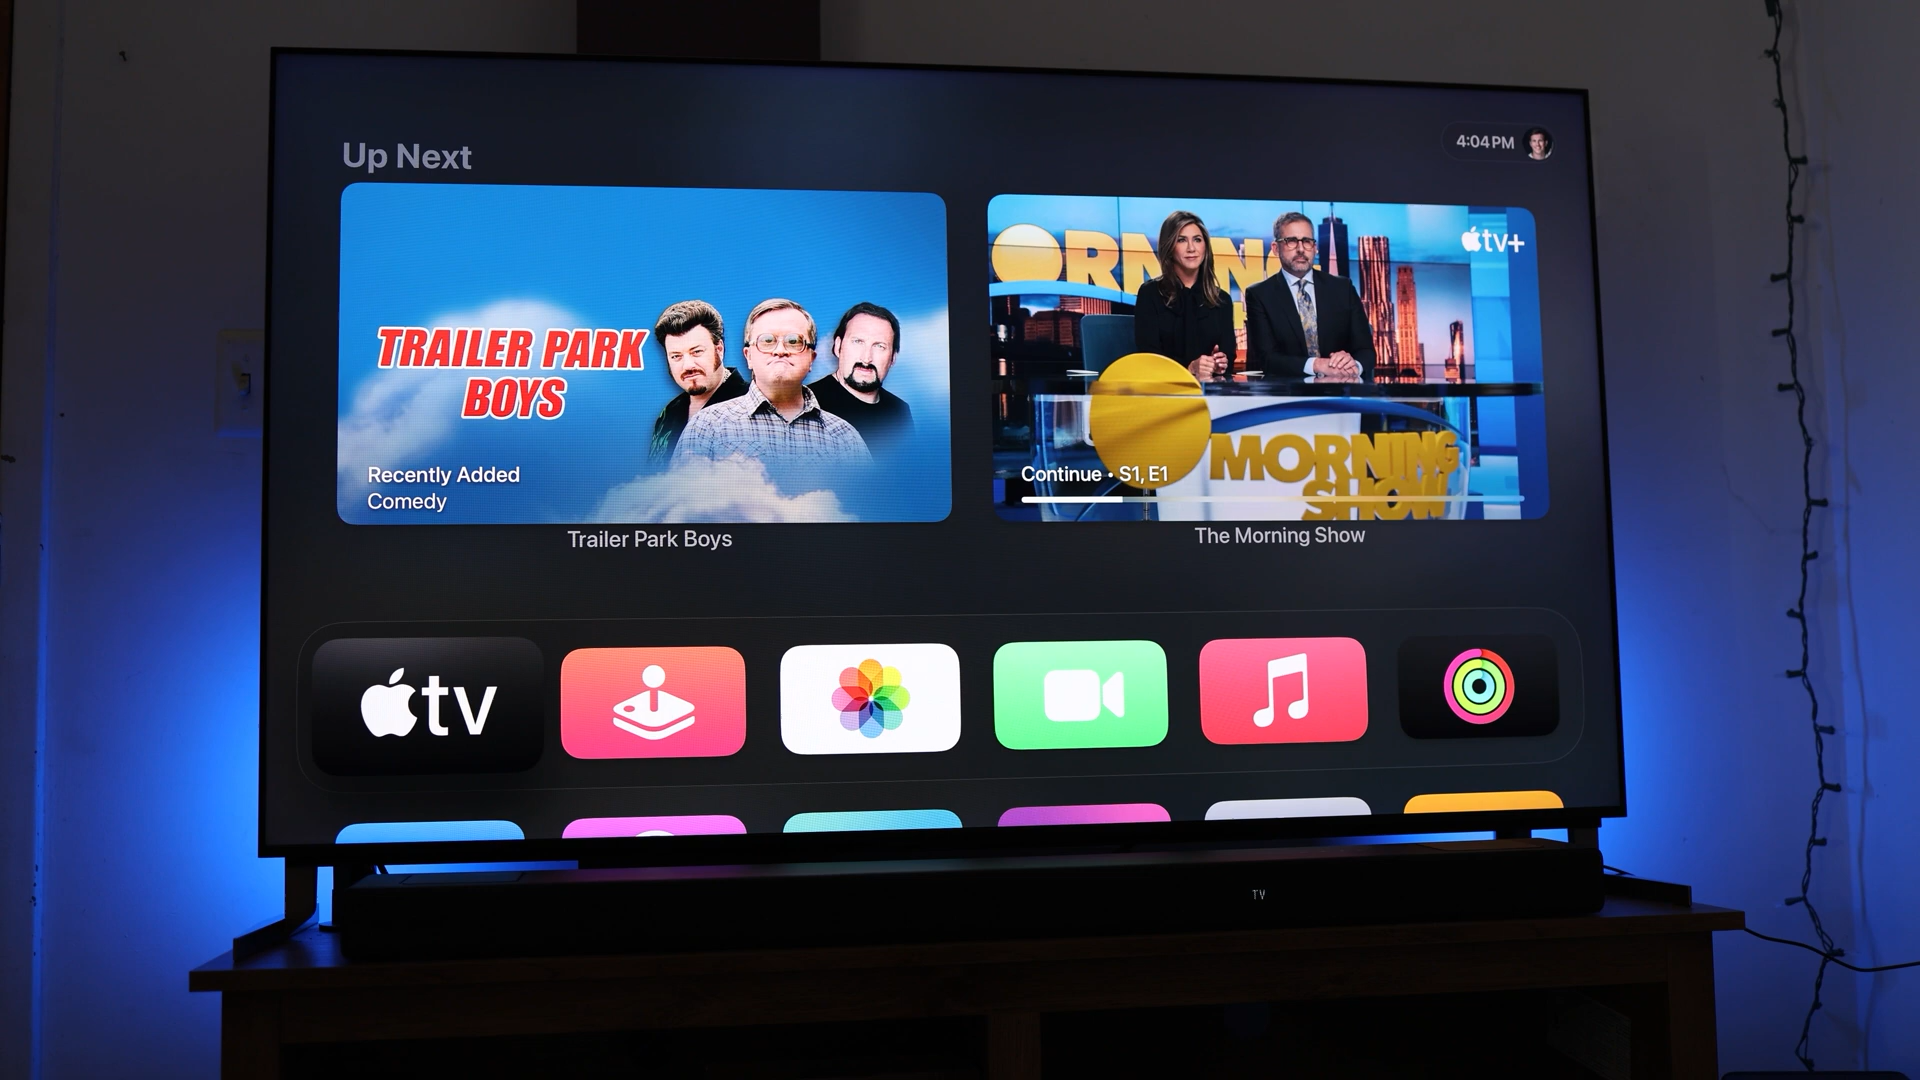 Up Next
4:04 PM
TRAILER PARK
BOYS
Recently Added
Comedy
Trailer Park Boys
ORNING
tv+
Continue • S1, E1
MORNING
SHOW
The Morning Show
tv
TV